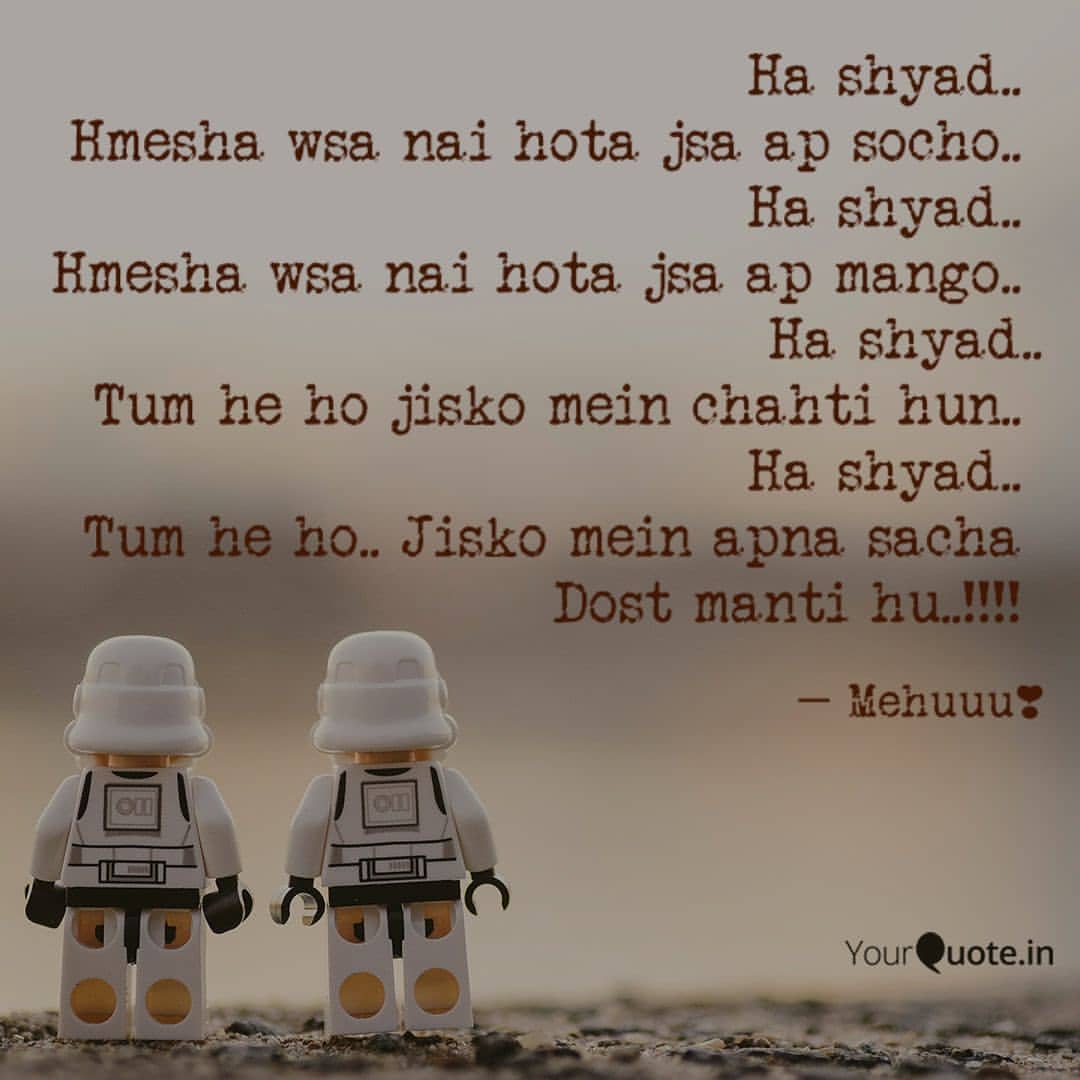 Ha shyad..
Hmesha wsa nai hota jsa ap socho..
Ha shyad..
Hmesha wsa nai hota jsa ap mango..
Ha shyad..
Tum he ho jisko mein chahti hun..
Ha shyad..
Tum he ho.. Jisko mein apna sacha
Dost manti hu..!!!!
— Mehuuu❣
YourQuote.in